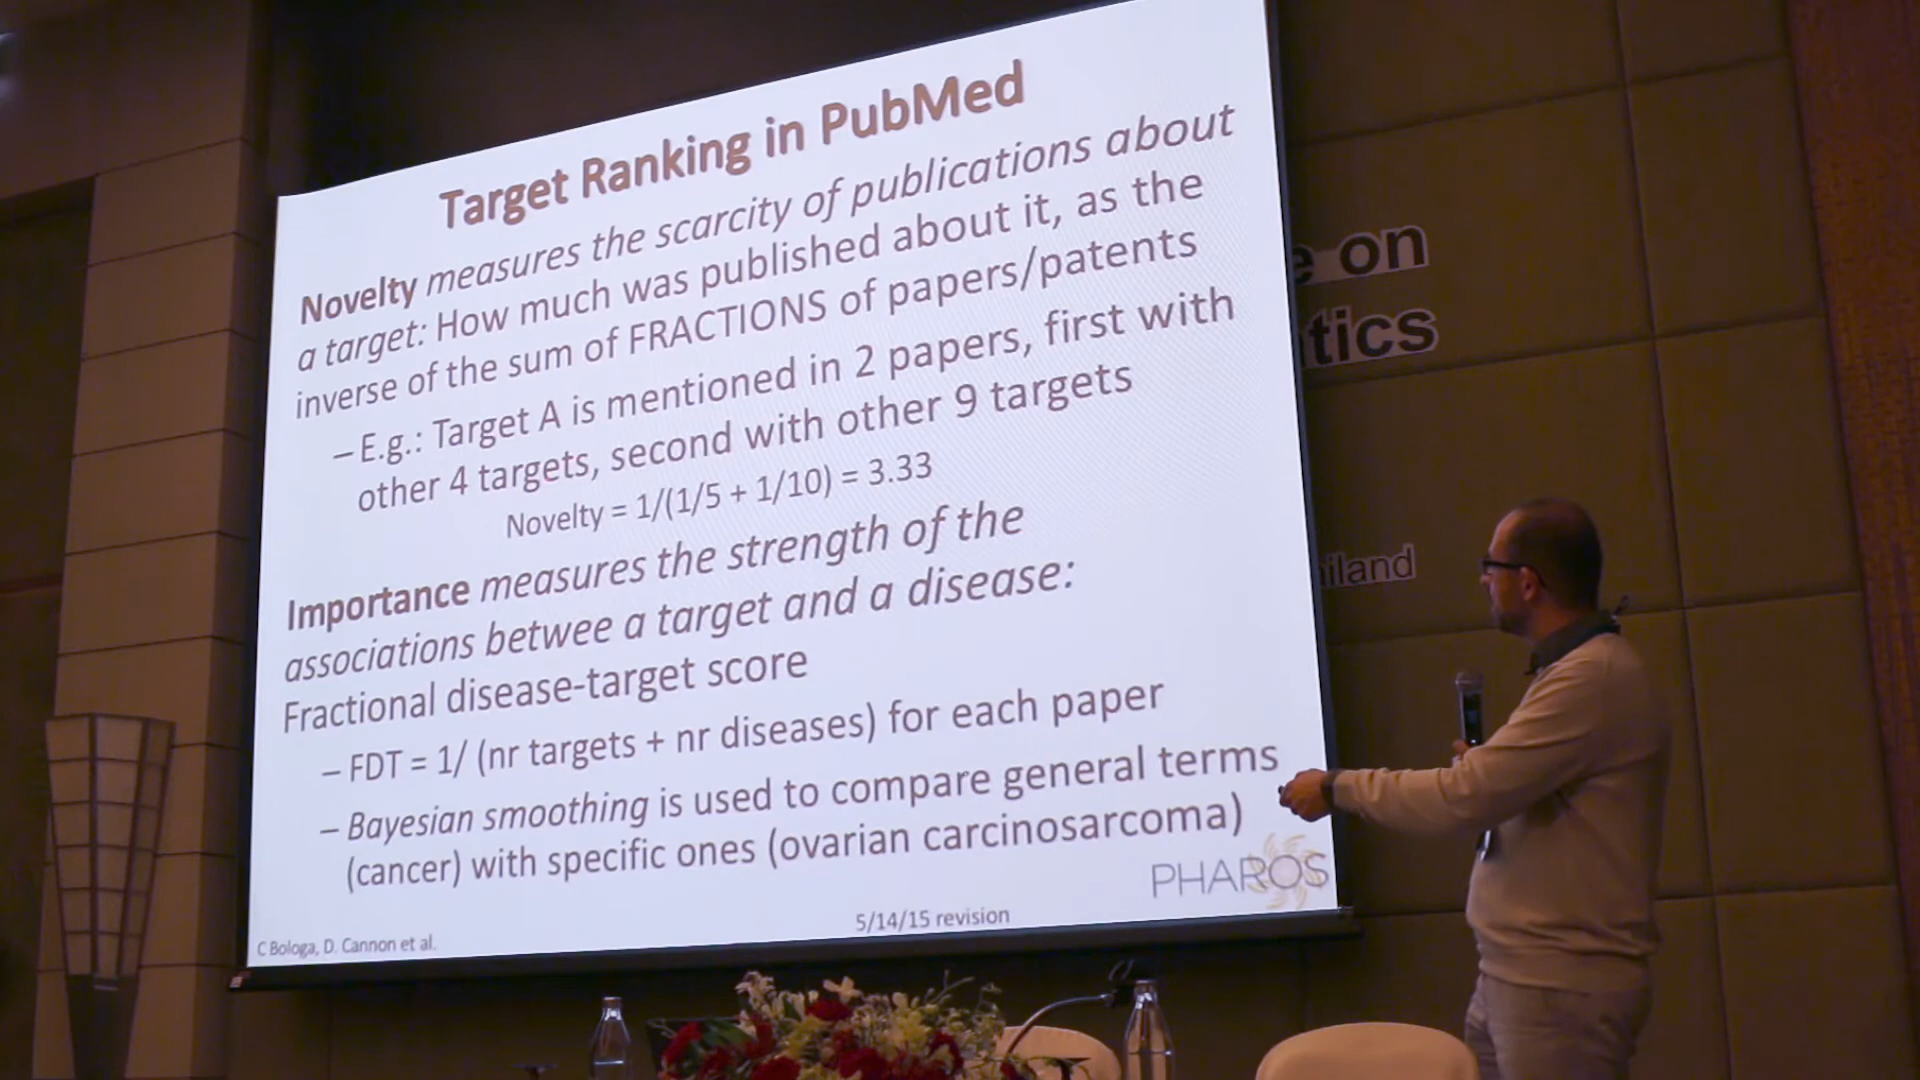 Target Ranking in PubMed
Novelty measures the scarcity of publications about
a target: How much was published about it, as the
inverse of the sum of FRACTIONS of papers/patents
– E.g.: Target A is mentioned in 2 papers, first with
other 4 targets, second with other 9 targets
Novelty = 1/(1/5 + 1/10) = 3.33
Importance measures the strength of the
associations betwee a target and a disease:
Fractional disease-target score
– FDT = 1/ (nr targets + nr diseases) for each paper
– Bayesian smoothing is used to compare general terms
(cancer) with specific ones (ovarian carcinosarcoma)
PHAROS
5/14/15 revision
C Bologa, D. Cannon et al.
on